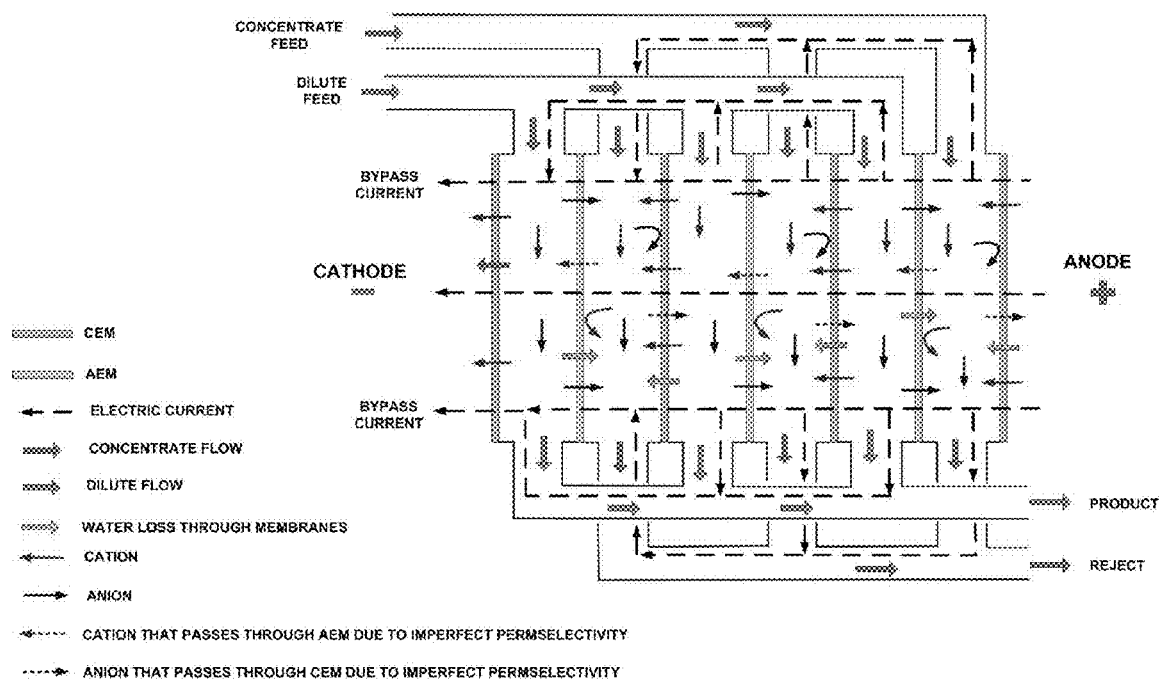 CONCENTRATE
FEED
DILUTE
FEED
BYPASS
CURRENT
CATHODE
ANODE
BYPASS
CURRENT
CEM
AEM
ELECTRIC CURRENT
CONCENTRATE FLOW
DILUTE FLOW
WATER LOSS THROUGH MEMBRANES
CATION
ANION
CATION THAT PASSES THROUGH AEM DUE TO IMPERFECT PERMSELECTIVITY
ANION THAT PASSES THROUGH CEM DUE TO IMPERFECT PERMSELECTIVITY
PRODUCT
REJECT